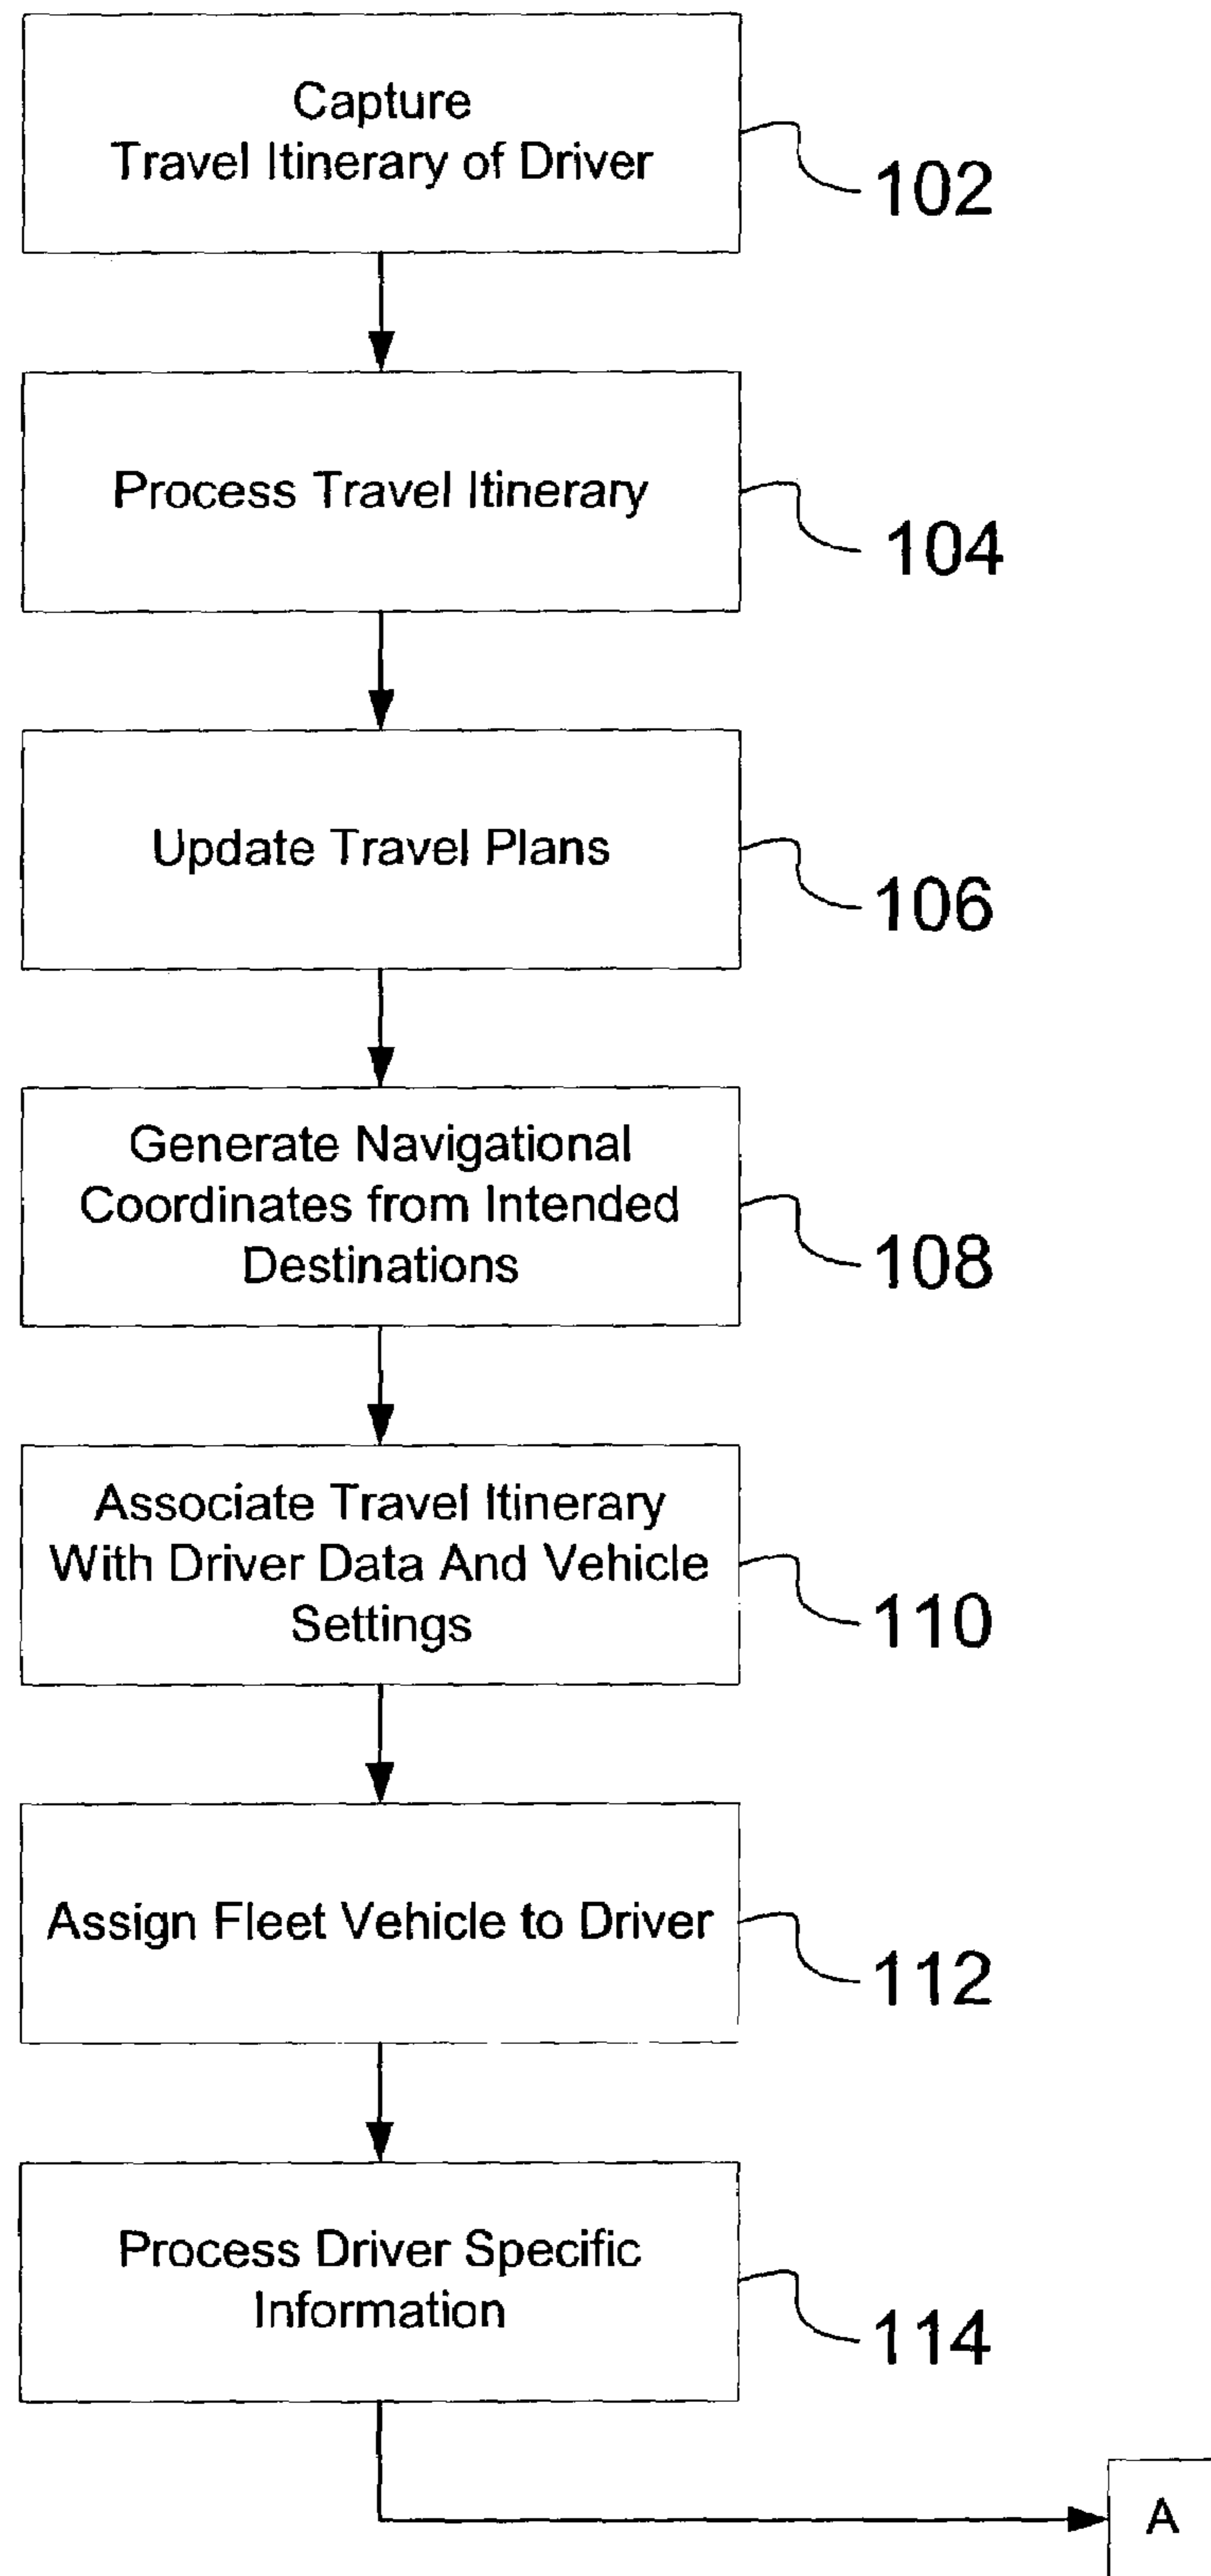 Capture
Travel Itinerary of Driver
102
Process Travel Itinerary
104
Update Travel Plans
106
Generate Navigational
Coordinates from Intended
Destinations
108
Associate Travel Itinerary
With Driver Data And Vehicle
Settings
110
Assign Fleet Vehicle to Driver
112
Process Driver Specific
Information
114
A